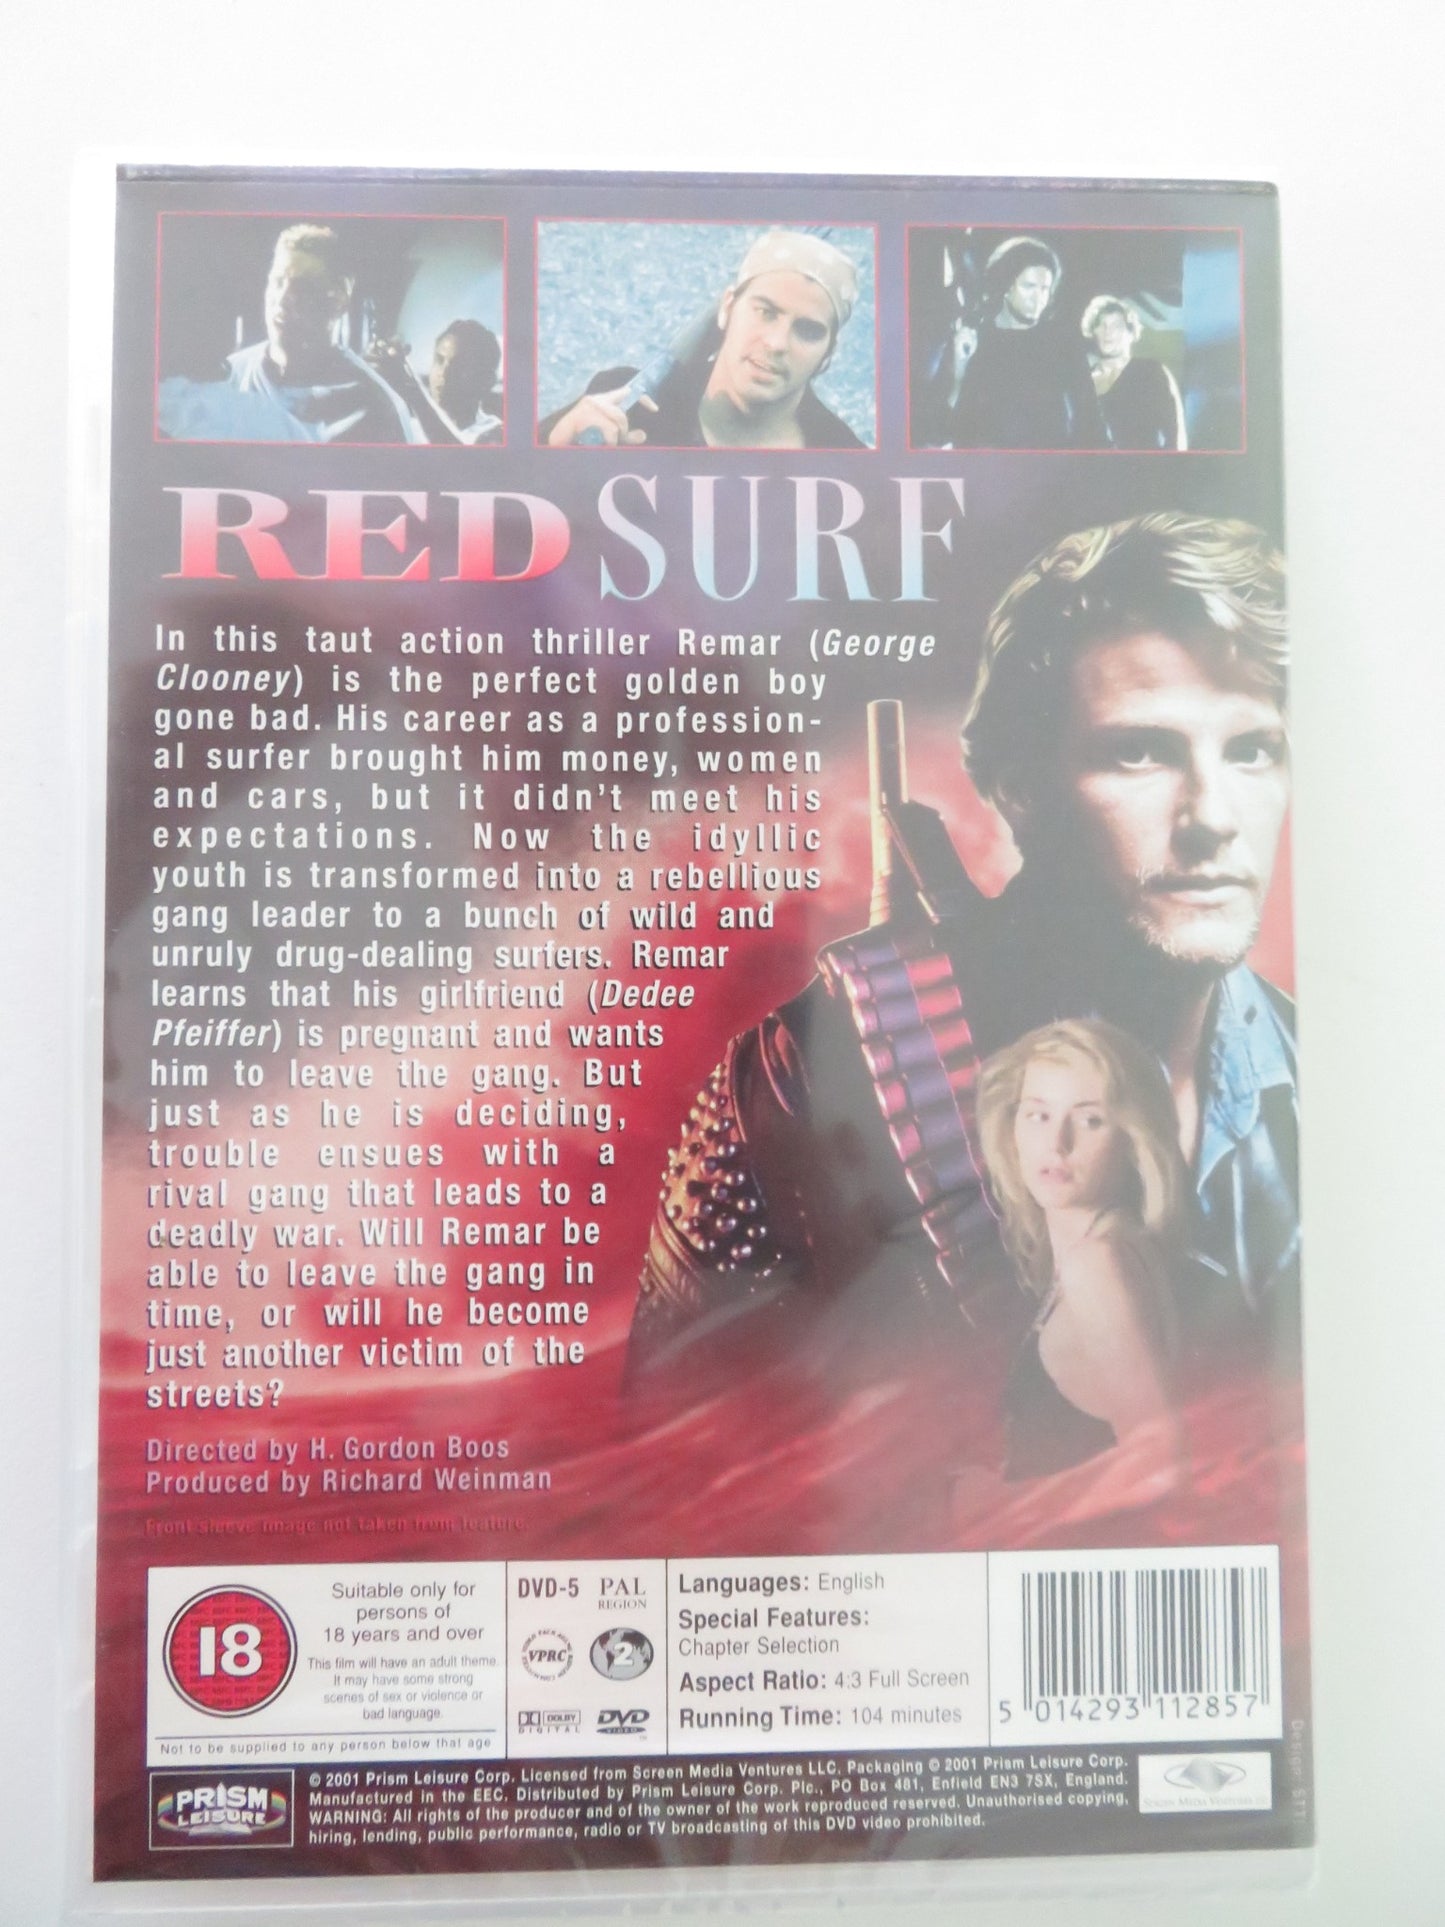 RED SURF
In this taut action thriller Remar (George
Clooney) is the perfect golden boy
gone bad. His career as a profession-
al surfer brought him money, women
and cars, but it didn't meet his
expectations. Now the idyllic
youth is transformed into a rebellious
gang leader to a bunch of wild and
unruly drug-dealing surfers. Remar
learns that his girlfriend (Dedee
Pfeiffer) is pregnant and wants
him to leave the gang. But
just as he is deciding,
trouble ensues with a
rival gang that leads to a
deadly war. Will Remar be
able to leave the gang in
time, or will he become
just another victim of the
streets?
Directed by H. Gordon Boos
Produced by Richard Weinman
Front sleeve image not taken from feature.
18
Suitable only for
persons of
18 years and over
This film will have an adult theme.
It may have some strong
scenes of sex or violence or
bad language.
Not to be supplied to any person below that age
DVD-5 PAL
REGION
VPRC
2
DOLBY
DIGITAL
DVD
VIDEO
TM
Languages: English
Special Features:
Chapter Selection
Aspect Ratio: 4:3 Full Screen
Running Time: 104 minutes
5 014293 112857
PRISM
LEISURE
© 2001 Prism Leisure Corp. Licensed from Screen Media Ventures LLC. Packaging © 2001 Prism Leisure Corp.
Manufactured in the EEC. Distributed by Prism Leisure Corp. Plc., PO Box 481, Enfield EN3 7SX, England.
WARNING: All rights of the producer and of the owner of the work reproduced reserved. Unauthorised copying,
hiring, lending, public performance, radio or TV broadcasting of this DVD video prohibited.
SCREEN MEDIA VENTURES LLC